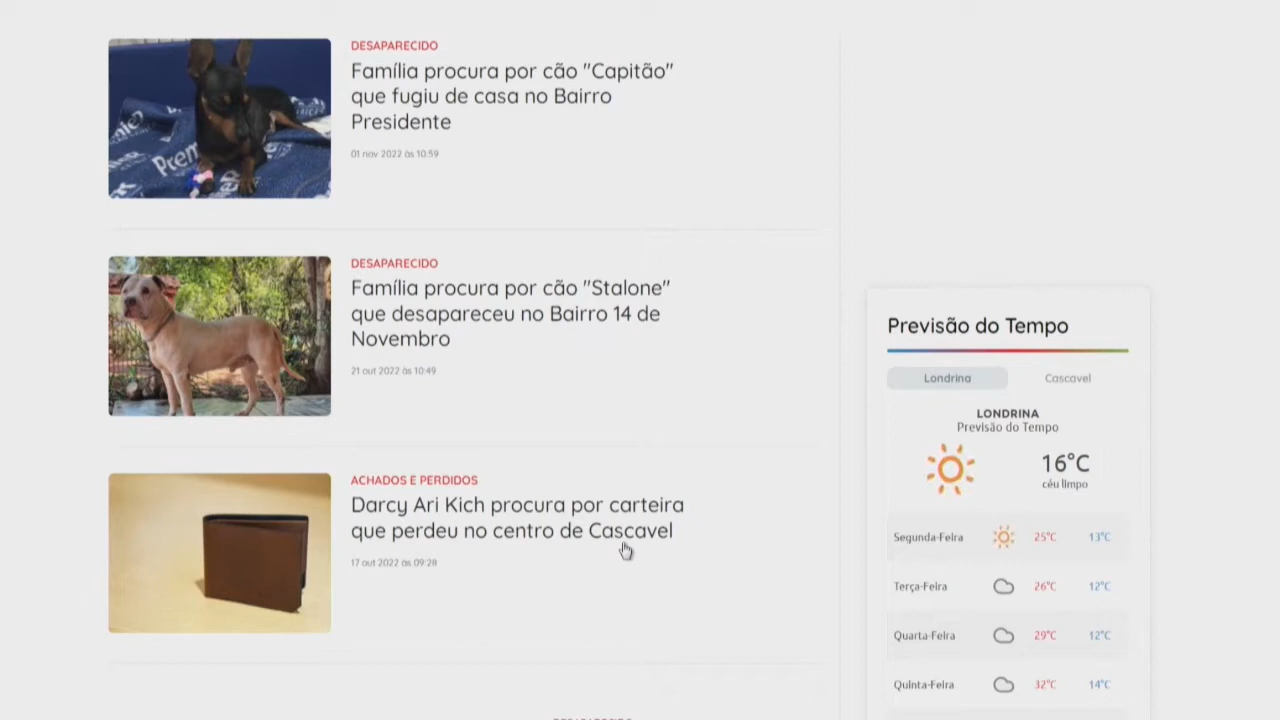 DESAPARECIDO
Família procura por cão "Capitão"
que fugiu de casa no Bairro
Presidente
01 nov 2022 às 10:59
DESAPARECIDO
Família procura por cão "Stalone"
que desapareceu no Bairro 14 de
Novembro
21 out 2022 às 10:49
ACHADOS E PERDIDOS
Darcy Ari Kich procura por carteira
que perdeu no centro de Cascavel
17 out 2022 às 09:28
Previsão do Tempo
Londrina Cascavel
LONDRINA
Previsão do Tempo
16°C
céu limpo
Segunda-Feira 25°C 13°C
Terça-Feira 26°C 12°C
Quarta-Feira 29°C 12°C
Quinta-Feira 32°C 14°C